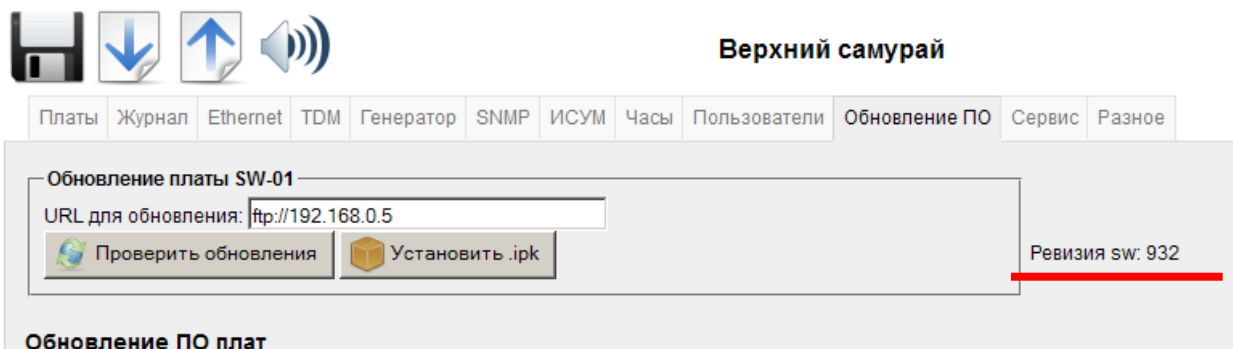 Верхний самурай
Платы Журнал Ethernet TDM Генератор SNMP ИСУМ Часы Пользователи Обновление ПО Сервис Разное
Обновление платы SW-01
URL для обновления: ftp://192.168.0.5
Проверить обновления Установить .ipk
Ревизия sw: 932
Обновление ПО плат